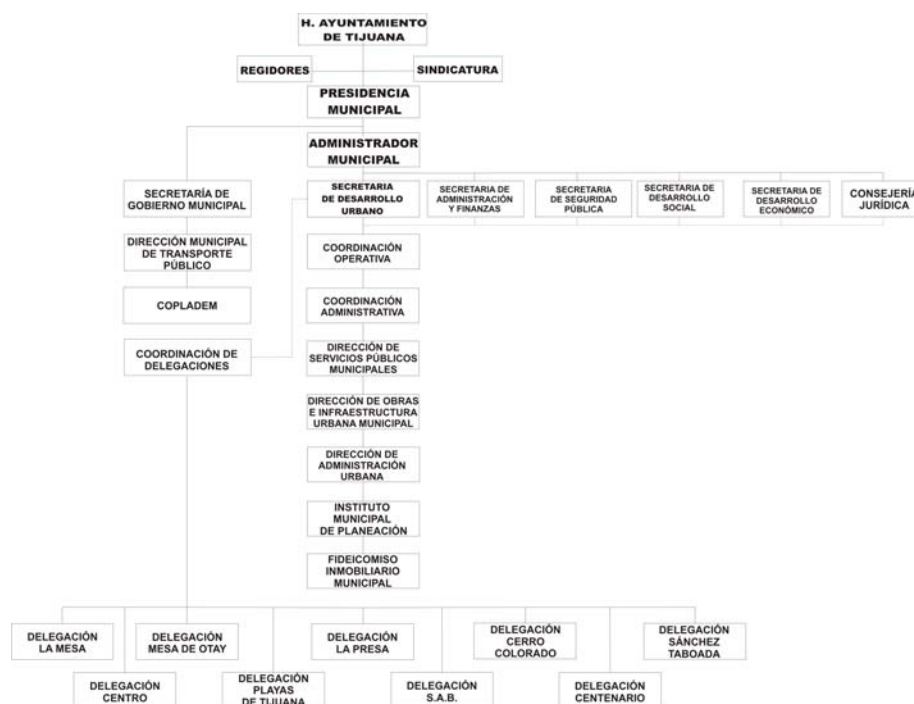 H. AYUNTAMIENTO
DE TIJUANA
REGIDORES
SINDICATURA
PRESIDENCIA
MUNICIPAL
ADMINISTRADOR
MUNICIPAL
SECRETARÍA DE
GOBIERNO MUNICIPAL
SECRETARIA
DE DESARROLLO
URBANO
SECRETARIA DE
ADMINISTRACIÓN
Y FINANZAS
SECRETARIA
DE SEGURIDAD
PÚBLICA
SECRETARIA DE
DESARROLLO
SOCIAL
SECRETARIA DE
DESARROLLO
ECONÓMICO
CONSEJERÍA
JURÍDICA
DIRECCIÓN MUNICIPAL
DE TRANSPORTE
PÚBLICO
COORDINACIÓN
OPERATIVA
COPLADEM
COORDINACIÓN
ADMINISTRATIVA
COORDINACIÓN DE
DELEGACIONES
DIRECCIÓN DE
SERVICIOS PÚBLICOS
MUNICIPALES
DIRECCIÓN DE OBRAS
E INFRAESTRUCTURA
URBANA MUNICIPAL
DIRECCIÓN DE
ADMINISTRACIÓN
URBANA
INSTITUTO
MUNICIPAL
DE PLANEACIÓN
FIDEICOMISO
INMOBILIARIO
MUNICIPAL
DELEGACIÓN
LA MESA
DELEGACIÓN
MESA DE OTAY
DELEGACIÓN
LA PRESA
DELEGACIÓN
CERRO
COLORADO
DELEGACIÓN
SÁNCHEZ
TABOADA
DELEGACIÓN
CENTRO
DELEGACIÓN
PLAYAS
DE TIJUANA
DELEGACIÓN
S.A.B.
DELEGACIÓN
CENTENARIO